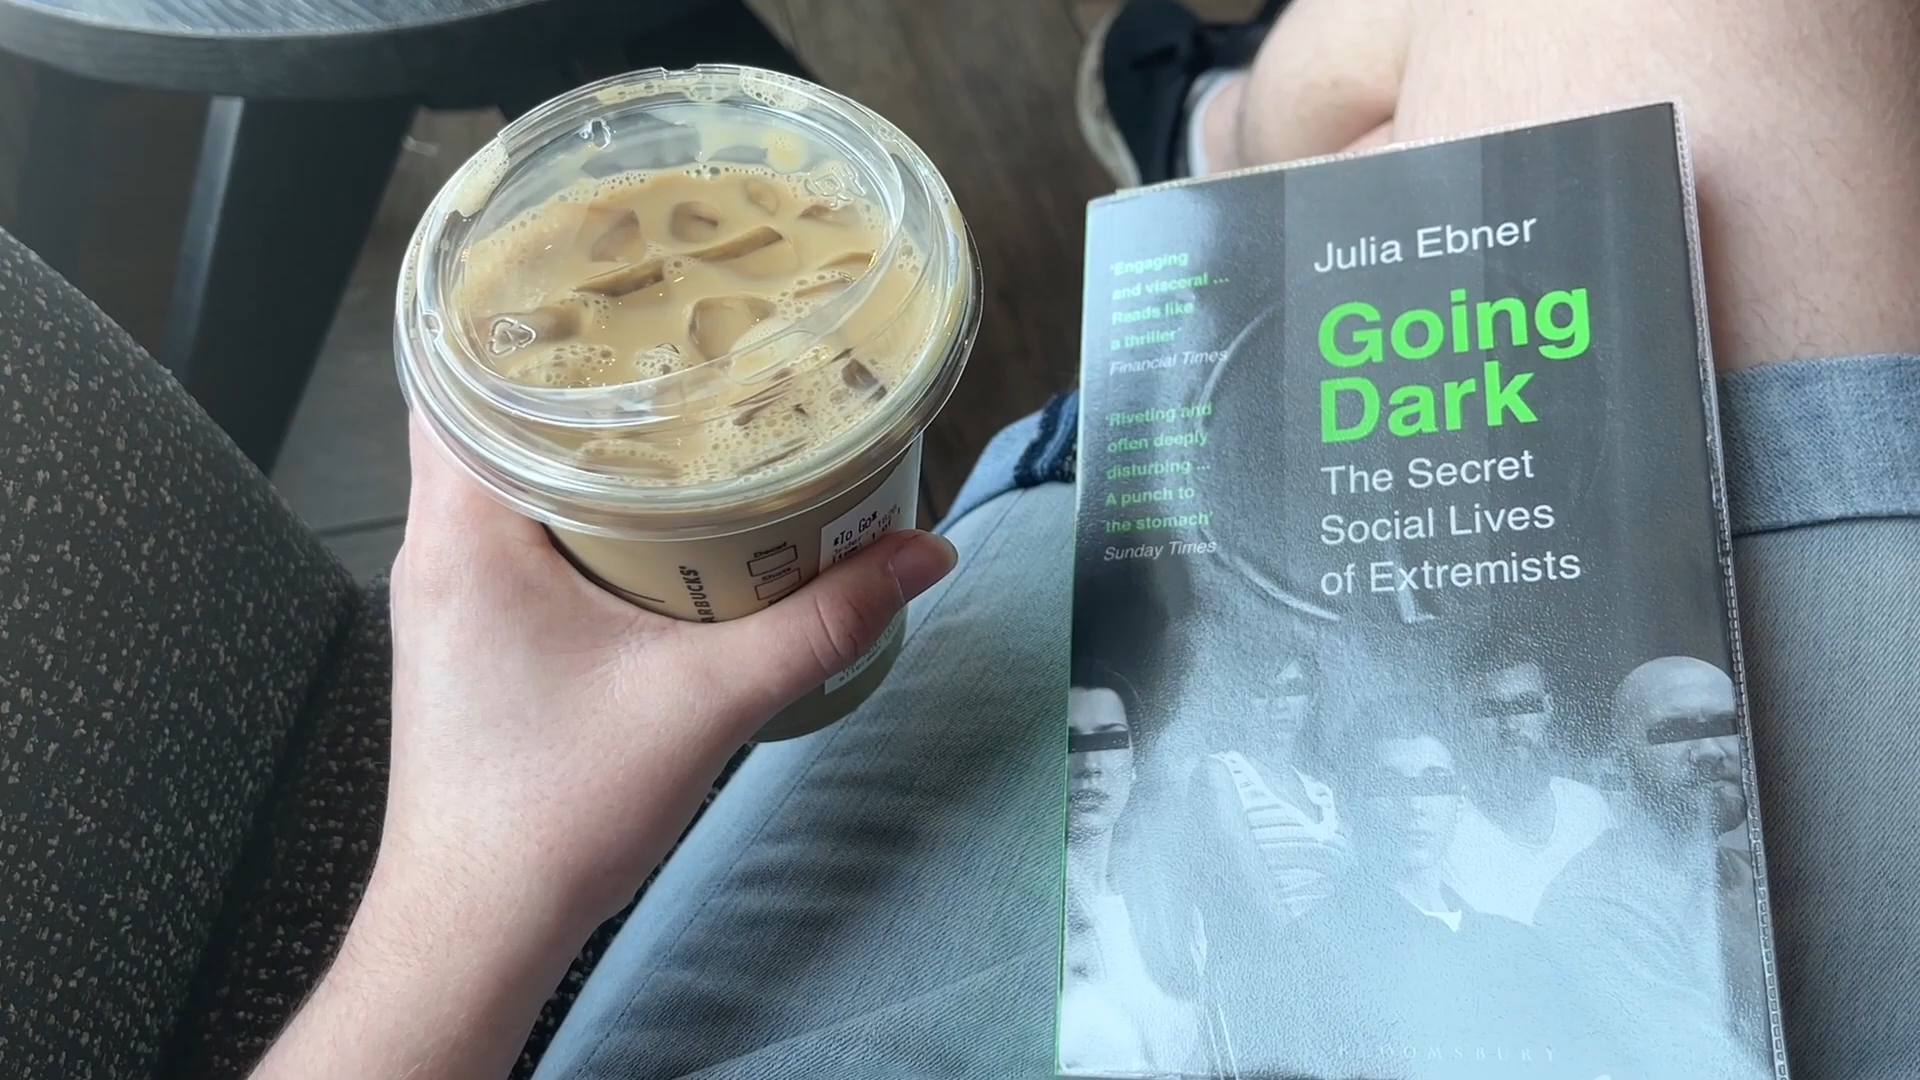 *To Go*
Decaf
Shots
ARBUCKS®
Julia Ebner
Going
Dark
The Secret
Social Lives
of Extremists
'Engaging
and visceral ...
Reads like
a thriller'
Financial Times
'Riveting and
often deeply
disturbing ...
A punch to
the stomach'
Sunday Times
BLOOMSBURY